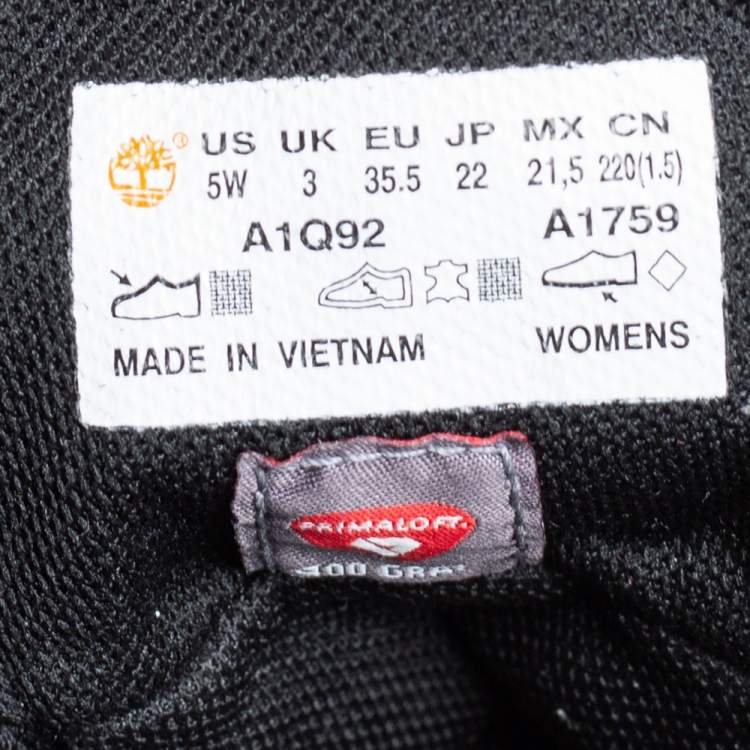 ® US UK EU JP MX CN
5W 3 35.5 22 21,5 220(1.5)
A1Q92 A1759
MADE IN VIETNAM WOMENS
PRIMALOFT
400